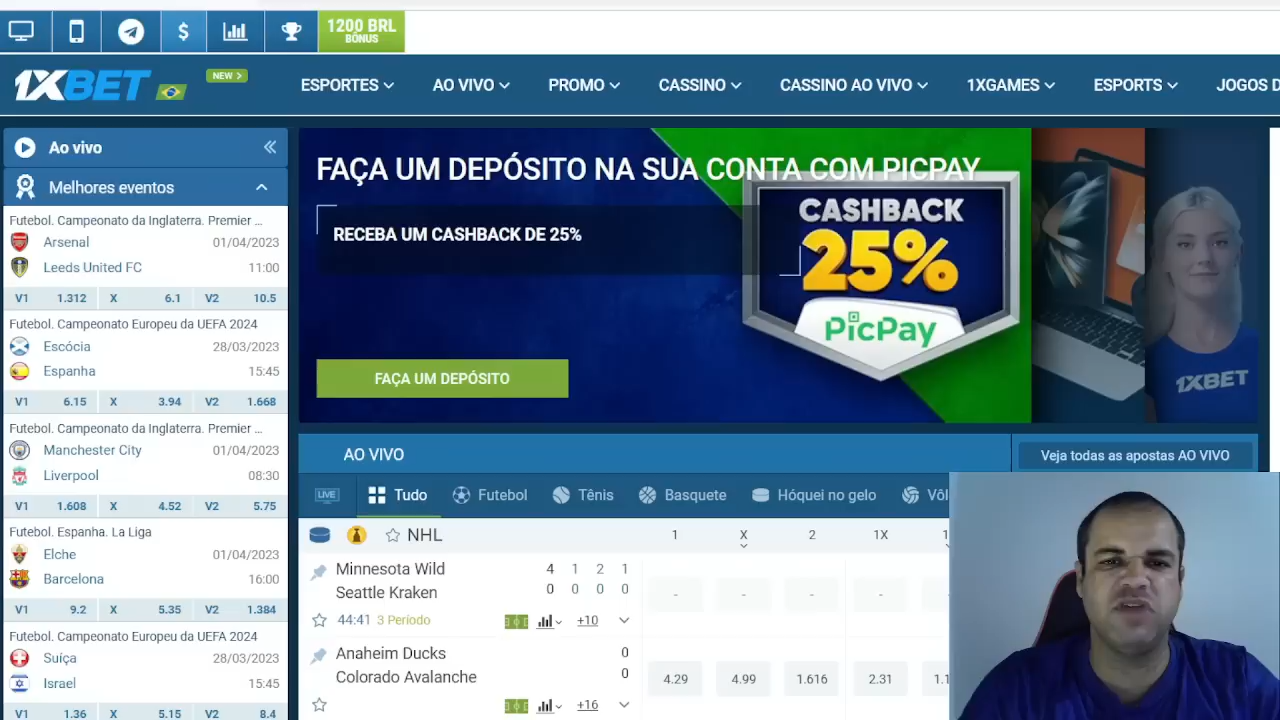 $
1200 BRL
BÔNUS
1XBET
NEW >
ESPORTES
AO VIVO
PROMO
CASSINO
CASSINO AO VIVO
1XGAMES
ESPORTS
JOGOS D
Ao vivo
Melhores eventos
Futebol. Campeonato da Inglaterra. Premier ...
Arsenal 01/04/2023
Leeds United FC 11:00
V1 1.312 X 6.1 V2 10.5
Futebol. Campeonato Europeu da UEFA 2024
Escócia 28/03/2023
Espanha 15:45
V1 6.15 X 3.94 V2 1.668
Futebol. Campeonato da Inglaterra. Premier ...
Manchester City 01/04/2023
Liverpool 08:30
V1 1.608 X 4.52 V2 5.75
Futebol. Espanha. La Liga
Elche 01/04/2023
Barcelona 16:00
V1 9.2 X 5.35 V2 1.384
Futebol. Campeonato Europeu da UEFA 2024
Suíça 28/03/2023
Israel 15:45
V1 1.36 X 5.15 V2 8.4
FAÇA UM DEPÓSITO NA SUA CONTA COM PICPAY
RECEBA UM CASHBACK DE 25%
FAÇA UM DEPÓSITO
CASHBACK
25%
PicPay
1XBET
AO VIVO
Veja todas as apostas AO VIVO
LIVE
Tudo
Futebol
Tênis
Basquete
Hóquei no gelo
Vôl
NHL 1 X 2 1X 1
Minnesota Wild 4 1 2 1
Seattle Kraken 0 0 0 0
- - - -
44:41 3 Período +10
Anaheim Ducks 0
Colorado Avalanche 0
4.29 4.99 1.616 2.31 1.1
+16